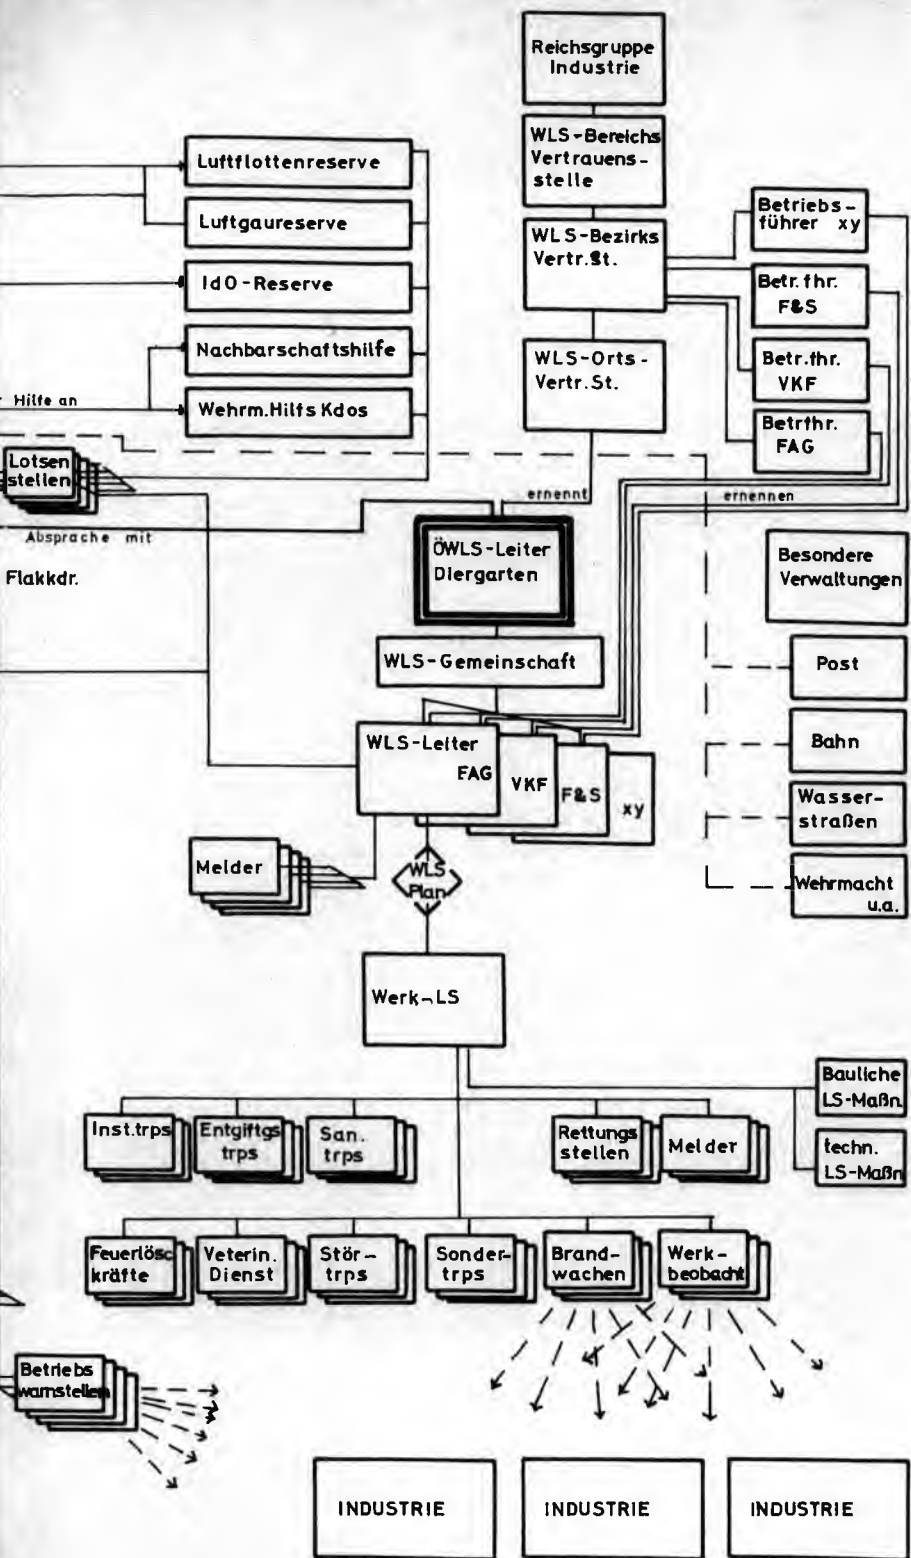 Reichsgruppe
Industrie
WLS-Bereichs
Vertrauens-
stelle
WLS-Bezirks
Vertr.St.
WLS-Orts-
Vertr.St.
Luftflottenreserve
Luftgaureserve
IdO-Reserve
Nachbarschaftshilfe
Wehrm.Hilfs Kdos
Betriebs-
führer xy
Betr.fhr.
F&S
Betr.fhr.
VKF
Betrfhr.
FAG
Hilfe an
Lotsen
stellen
ernennt
ernennen
Absprache mit
Flakkdr.
ÖWLS-Leiter
Diergarten
Besondere
Verwaltungen
WLS-Gemeinschaft
Post
Bahn
Wasser-
straßen
Wehrmacht
u.a.
WLS-Leiter
FAG
VKF
F&S
xy
Melder
WLS
Plan
Werk-LS
Bauliche
LS-Maßn.
techn.
LS-Maßn.
Inst.trps
Entgiftgs
trps
San.
trps
Rettungs
stellen
Melder
Feuerlösc
kräfte
Veterin.
Dienst
Stör-
trps
Sonder-
trps
Brand-
wachen
Werk-
beobacht
Betriebs
warnstellen
INDUSTRIE
INDUSTRIE
INDUSTRIE